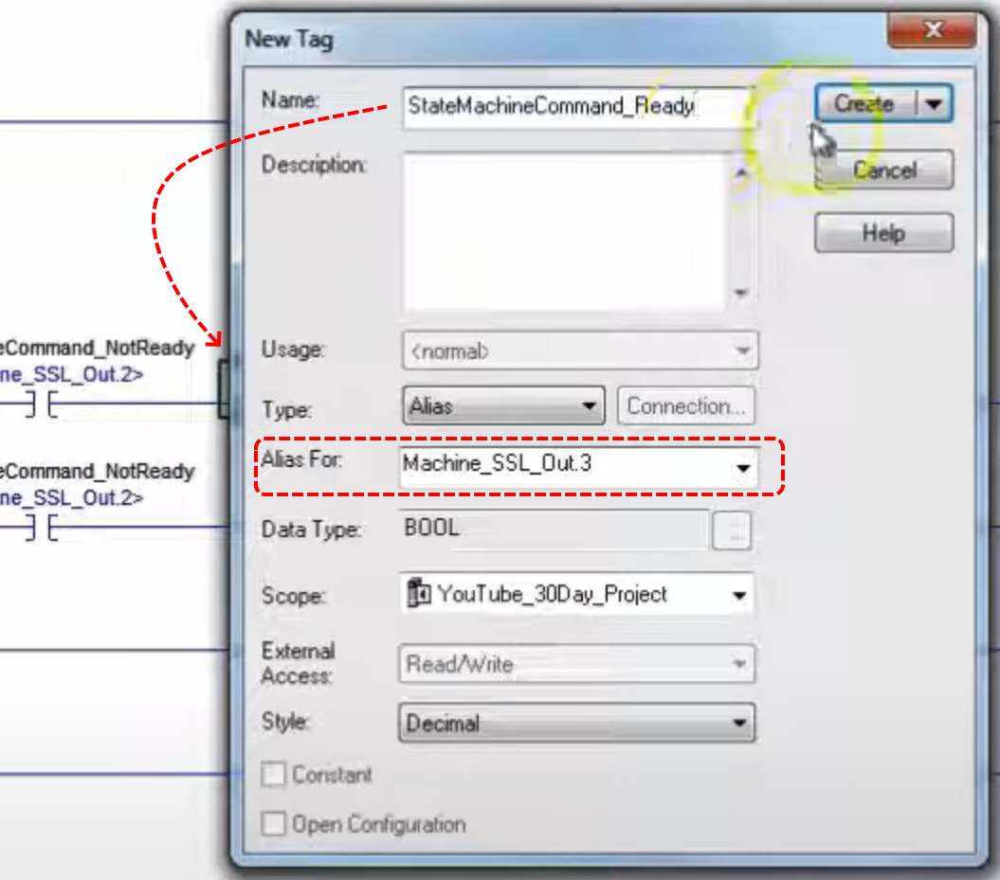 New Tag
Name:
StateMachineCommand_Ready
Create
Description:
Cancel
Help
eCommand_NotReady
ne_SSL_Out.2>
Usage:
<normal>
Type:
Alias
Connection...
Alias For:
Machine_SSL_Out.3
eCommand_NotReady
ne_SSL_Out.2>
Data Type:
BOOL
...
Scope:
YouTube_30Day_Project
External
Access:
Read/Write
Style:
Decimal
Constant
Open Configuration